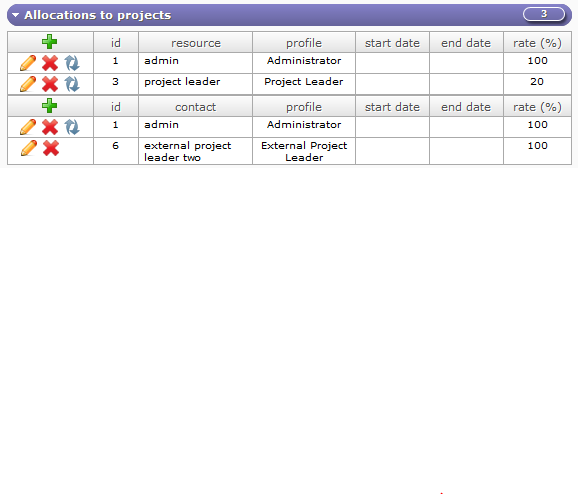 Allocations to projects 3
id resource profile start date end date rate (%)
1 admin Administrator 100
3 project leader Project Leader 20
id contact profile start date end date rate (%)
1 admin Administrator 100
6 external project External Project 100
leader two Leader